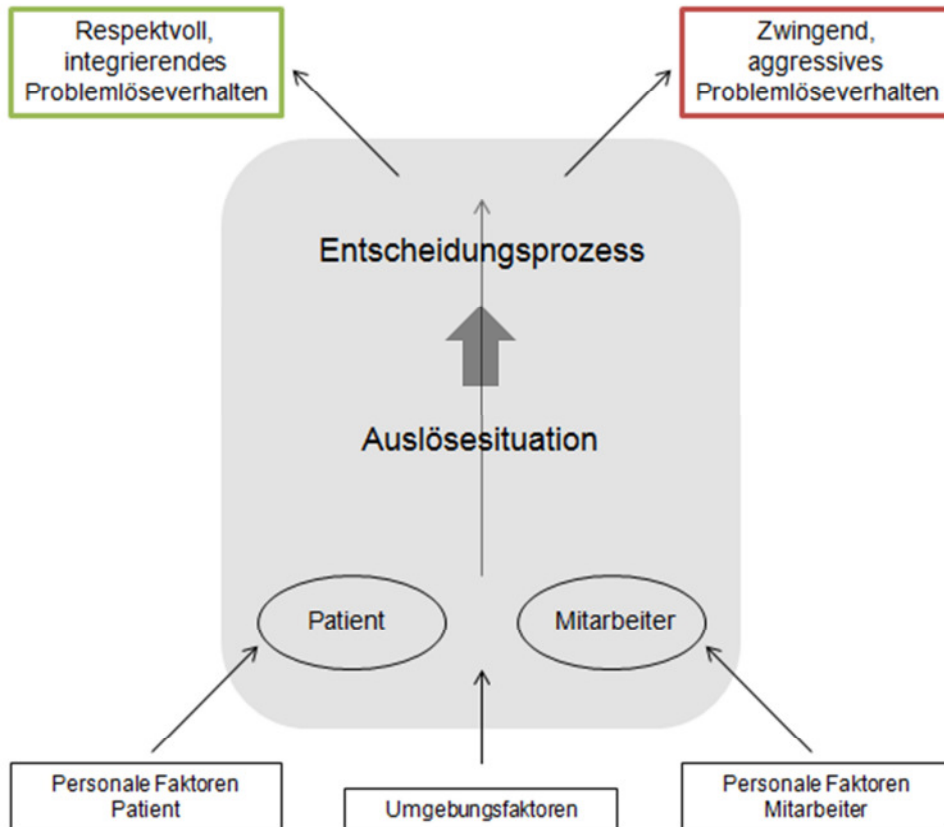 Respektvoll,
integrierendes
Problemlöseverhalten
Zwingend,
aggressives
Problemlöseverhalten
Entscheidungsprozess
Auslösesituation
Patient
Mitarbeiter
Personale Faktoren
Patient
Umgebungsfaktoren
Personale Faktoren
Mitarbeiter